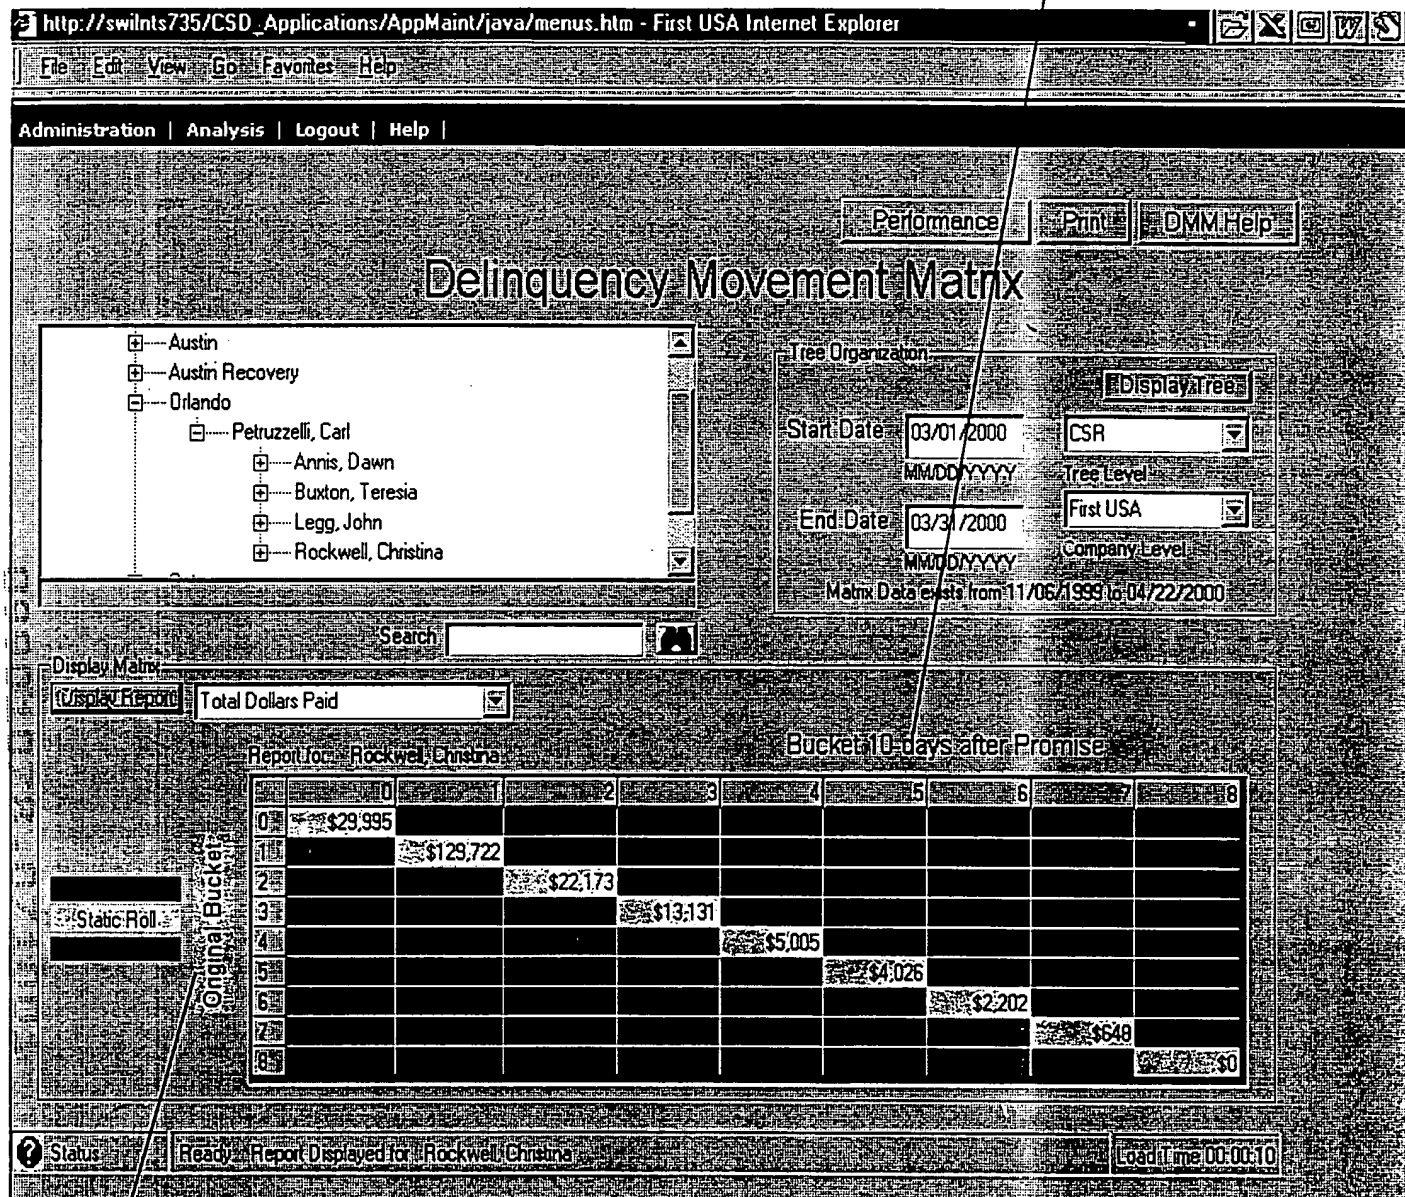 http://swilnts735/CSD_Applications/AppMaint/java/menus.htm - First USA Internet Explorer
File Edit View Go Favorites Help
Administration | Analysis | Logout | Help |
Performance Print DMM Help
Delinquency Movement Matrix
Austin
Austin Recovery
Orlando
Petruzzelli, Carl
Annis, Dawn
Buxton, Teresia
Legg, John
Rockwell, Christina
Tree Organization
Display Tree
Start Date 03/01/2000 CSR
MM/DD/YYYY Tree Level
End Date 03/31/2000 First USA
MM/DD/YYYY Company Level
Matrix Data exists from 11/06/1999 to 04/22/2000
Search
Display Matrix
Display Report Total Dollars Paid
Report for: Rockwell, Christina Bucket 10-days after Promise
0 1 2 3 4 5 6 7 8
0 $29,995
1 $129,722
2 $22,173
3 $13,131
4 $5,005
5 $4,026
6 $2,202
7 $648
8 $0
Original Bucket
Static Roll
Status Ready: Report Displayed for: Rockwell, Christina Load Time 00:00:10